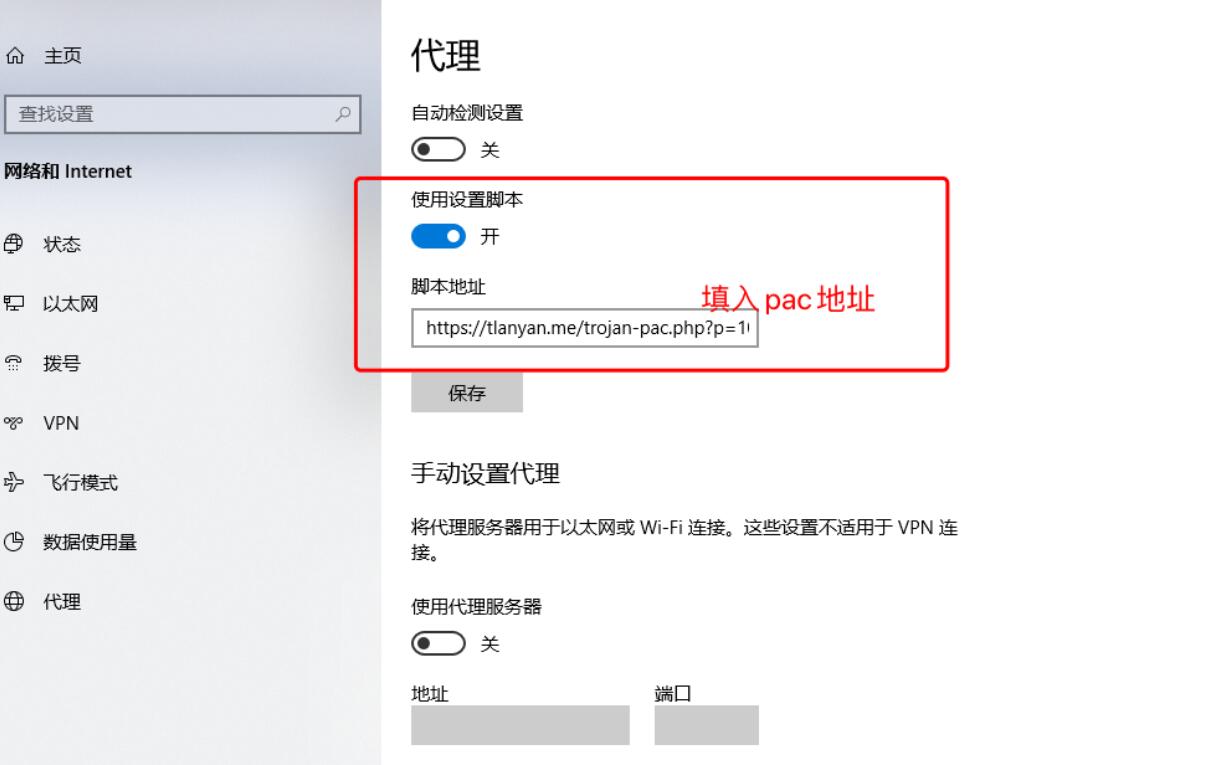 主页
查找设置
网络和 Internet
状态
以太网
拨号
VPN
飞行模式
数据使用量
代理
代理
自动检测设置
关
使用设置脚本
开
脚本地址
填入 pac 地址
https://tlanyan.me/trojan-pac.php?p=1
保存
手动设置代理
将代理服务器用于以太网或 Wi-Fi 连接。这些设置不适用于 VPN 连
接。
使用代理服务器
关
地址 端口